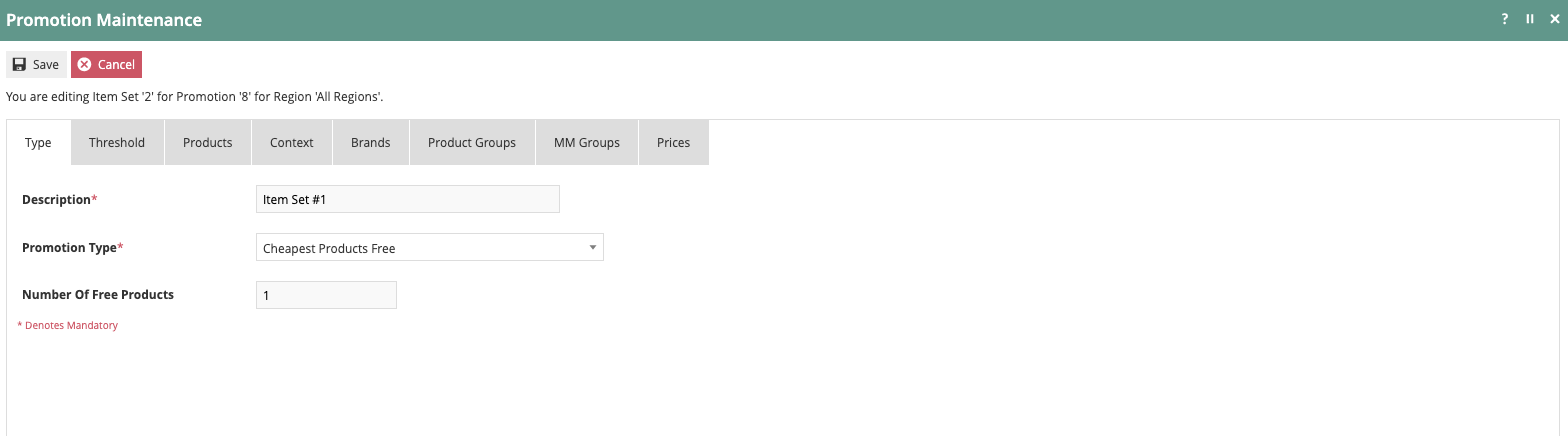 Promotion Maintenance ?
Save Cancel
You are editing Item Set '2' for Promotion '8' for Region 'All Regions'.
Type Threshold Products Context Brands Product Groups MM Groups Prices
Description* Item Set #1
Promotion Type* Cheapest Products Free
Number Of Free Products 1
* Denotes Mandatory